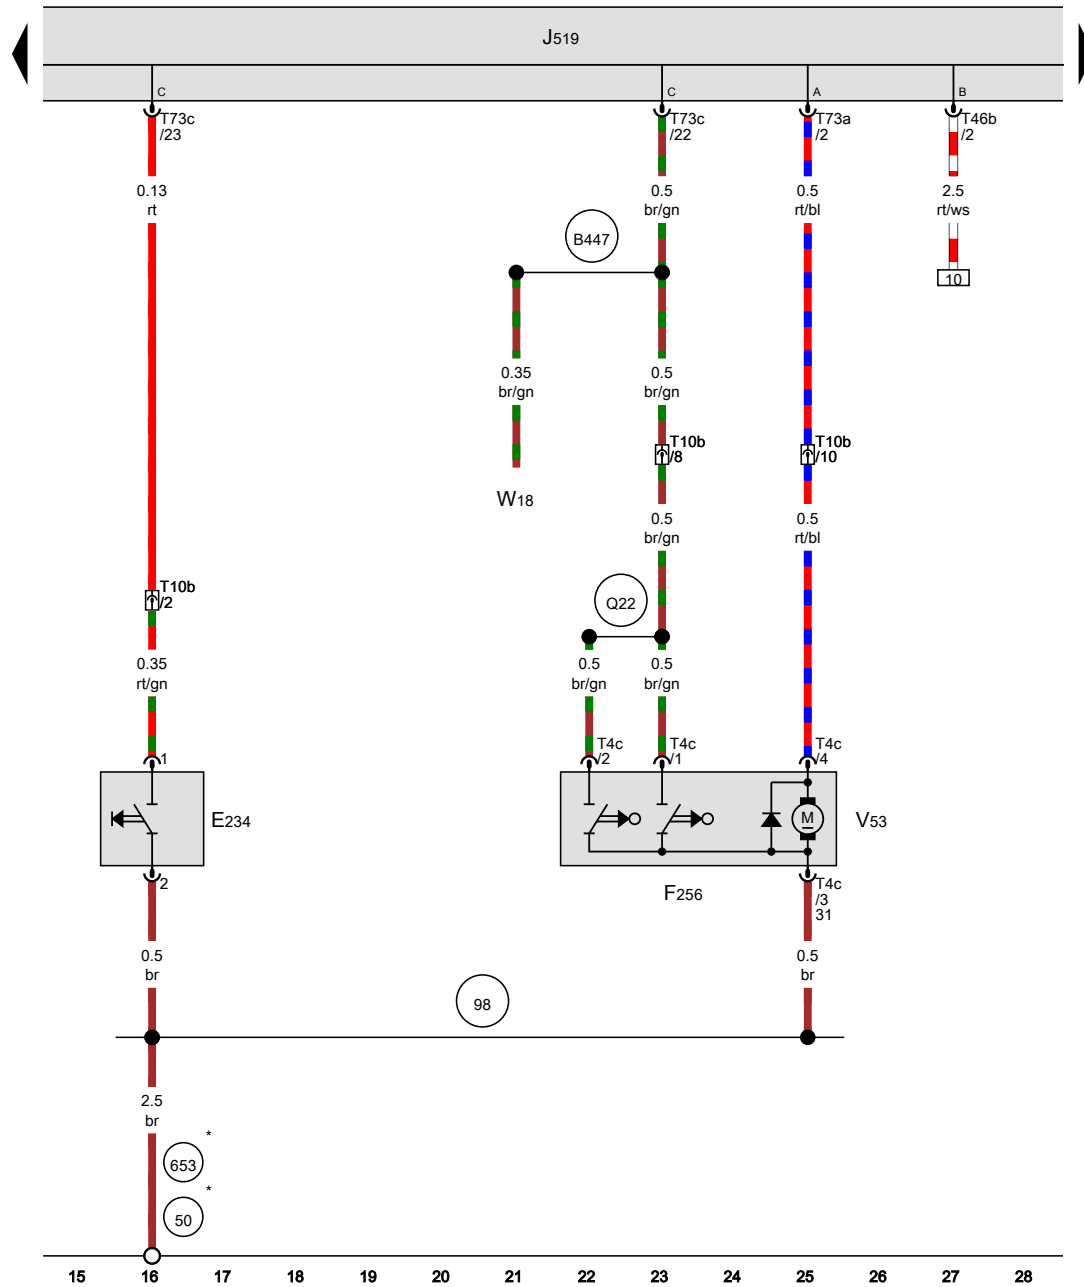 J519
C
C
A
B
T73c
/23
T73c
/22
T73a
/2
T46b
/2
0.13
rt
0.5
br/gn
0.5
rt/bl
2.5
rt/ws
B447
10
0.35
br/gn
0.5
br/gn
T10b
/8
T10b
/10
W18
0.5
br/gn
0.5
rt/bl
T10b
/2
Q22
0.35
rt/gn
0.5
br/gn
0.5
br/gn
1
T4c
/2
T4c
/1
T4c
/4
E234
M
V53
2
F256
T4c
/3
31
0.5
br
0.5
br
98
2.5
br
*
653
*
50
15 16 17 18 19 20 21 22 23 24 25 26 27 28